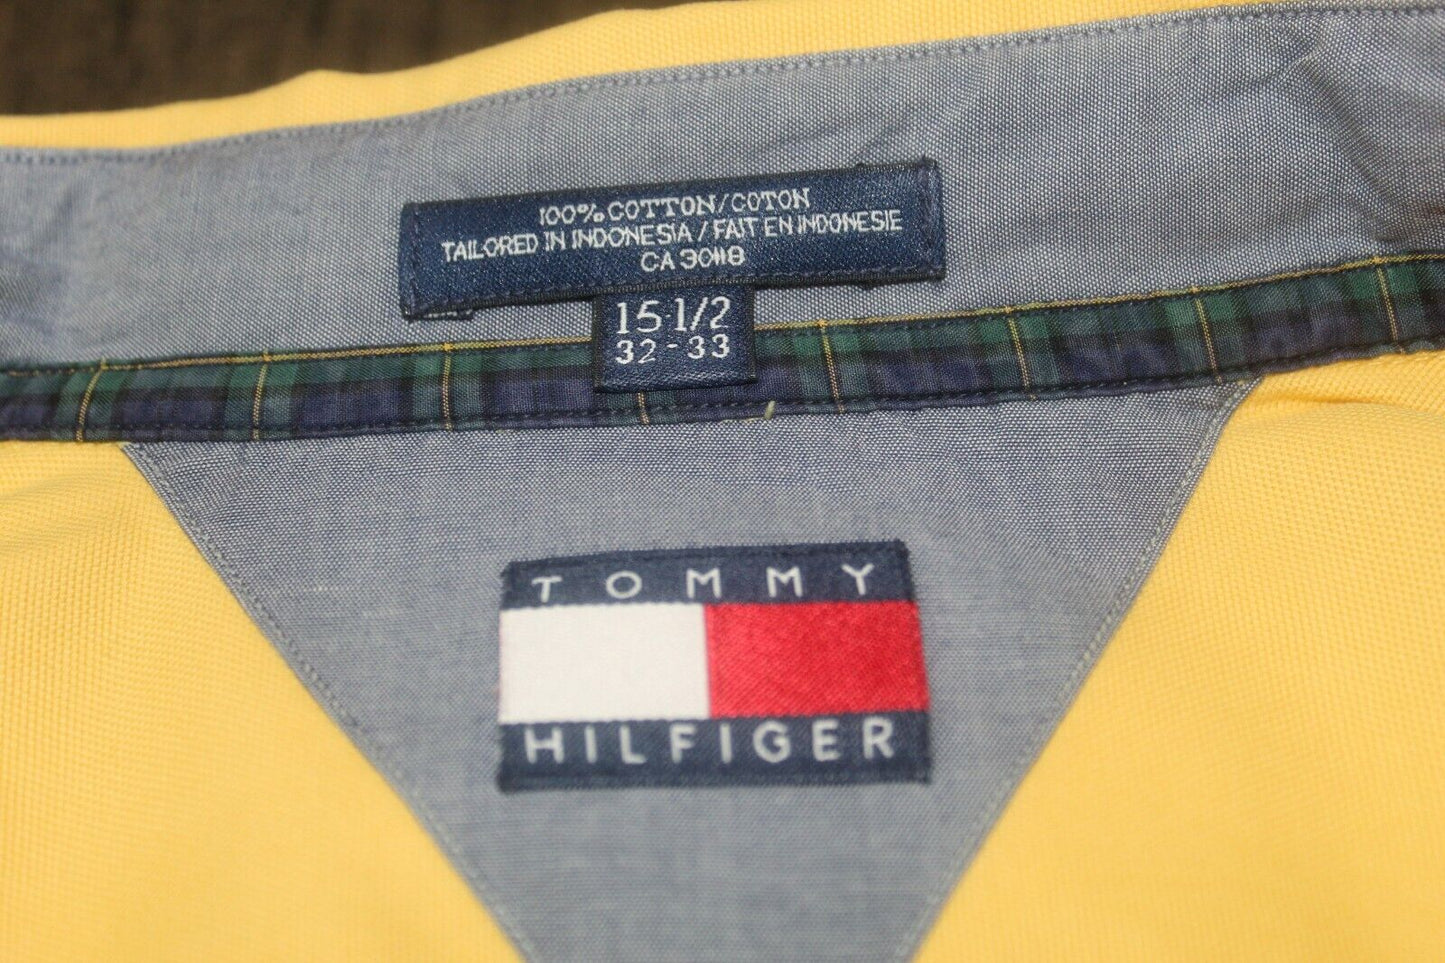 100% COTTON/COTON
TAILORED IN INDONESIA / FAIT EN INDONESIE
CA 30118
15·1/2
32-33
TOMMY
HILFIGER